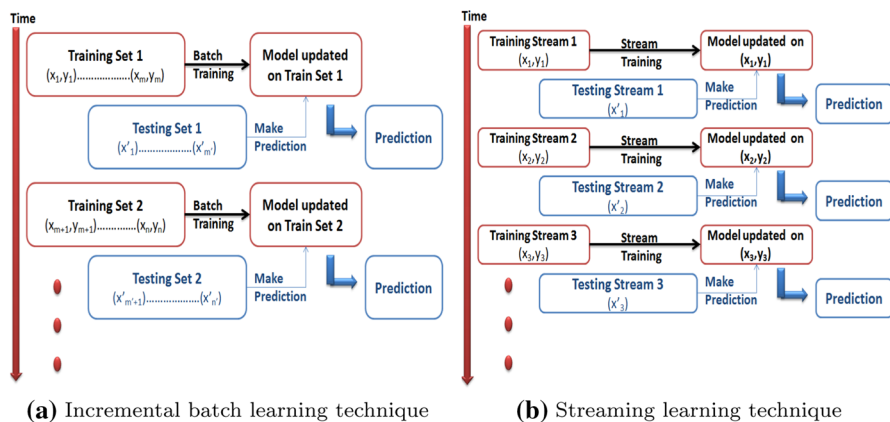 Time
Training Set 1
(x1,y1)....................(xm,ym)
Batch
Training
Model updated
on Train Set 1
Testing Set 1
(x'1)....................(x'm')
Make
Prediction
Prediction
Training Set 2
(xm+1,ym+1)..............(xn,yn)
Batch
Training
Model updated
on Train Set 2
Testing Set 2
(x'm'+1)......................(x'n')
Make
Prediction
Prediction
(a) Incremental batch learning technique
Time
Training Stream 1
(x1,y1)
Stream
Training
Model updated on
(x1,y1)
Testing Stream 1
(x'1)
Make
Prediction
Prediction
Training Stream 2
(x2,y2)
Stream
Training
Model updated on
(x2,y2)
Testing Stream 2
(x'2)
Make
Prediction
Prediction
Training Stream 3
(x3,y3)
Stream
Training
Model updated on
(x3,y3)
Testing Stream 3
(x'3)
Make
Prediction
Prediction
(b) Streaming learning technique